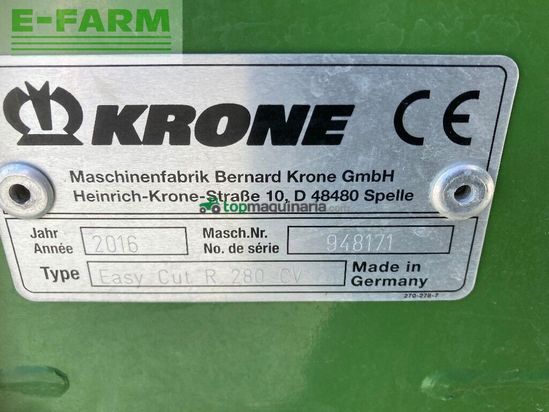 E-FARM
KRONE CE
Maschinenfabrik Bernard Krone GmbH
Heinrich-Krone-Straße 10, D 48480 Spelle
topmaquinaria.com
Jahr
Année 2016
Masch.Nr.
No. de série 948171
Type Easy Cut R 280 CV
Made in
Germany
270-278-7